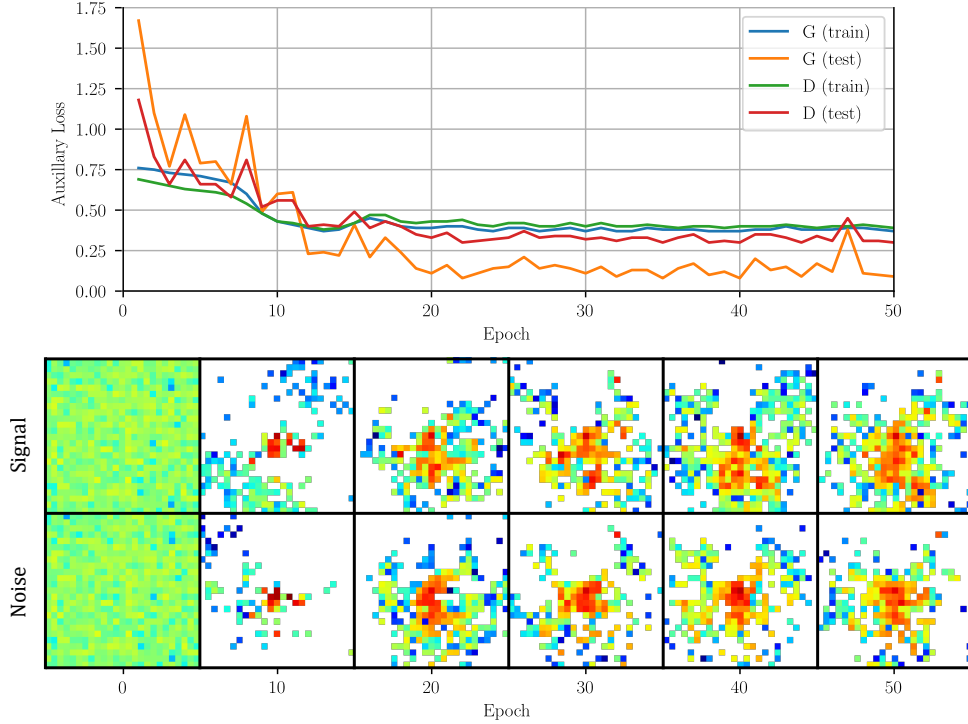 1.75
1.50
1.25
1.00
0.75
0.50
0.25
0.00
Auxillary Loss
G (train)
G (test)
D (train)
D (test)
0 10 20 30 40 50
Epoch
Signal
Noise
0 10 20 30 40 50
Epoch